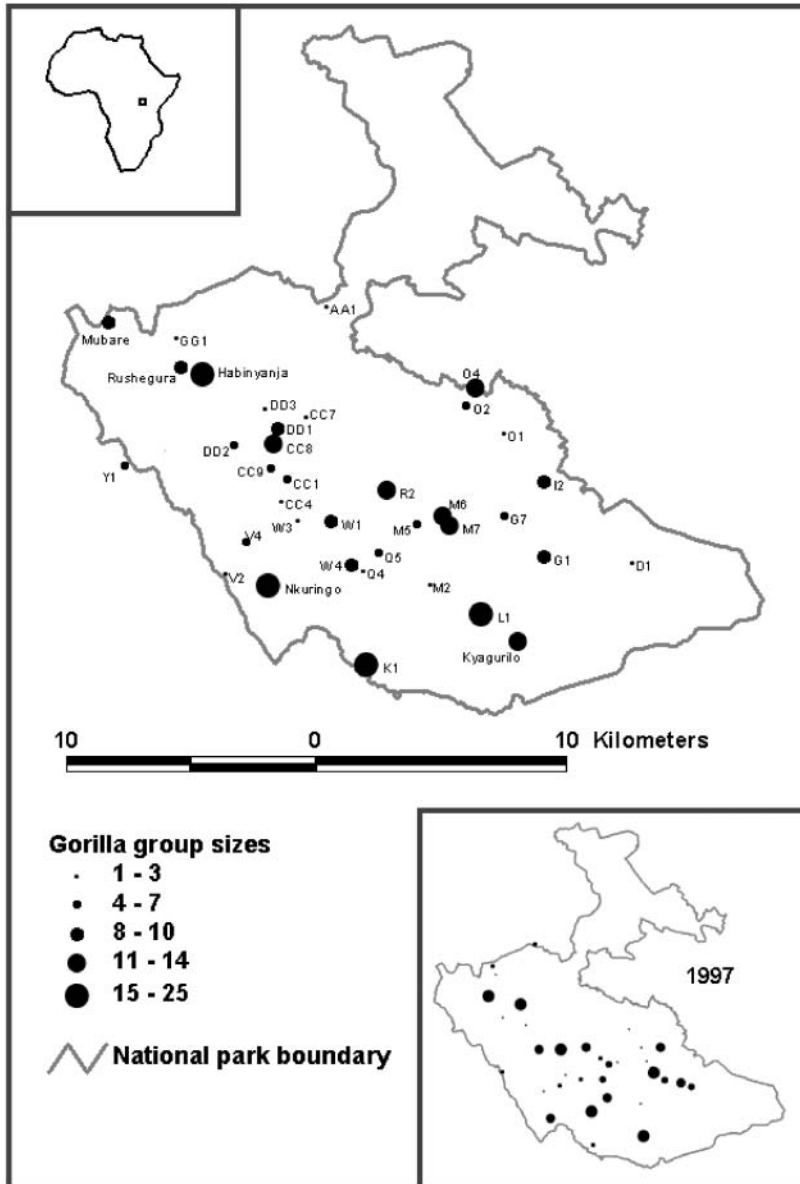 AA1
Mubare
GG1
Rushegura
Habinyanja
O4
O2
DD3
CC7
DD1
O1
CC8
DD2
CC9
Y1
CC1
I2
R2
CC4
M6
G7
W3
W1
M5
M7
V4
Q5
G1
W4
Q4
D1
V2
Nkuringo
M2
L1
Kyagurilo
K1
10 0 10 Kilometers
Gorilla group sizes
1 - 3
4 - 7
8 - 10
11 - 14
15 - 25
National park boundary
1997